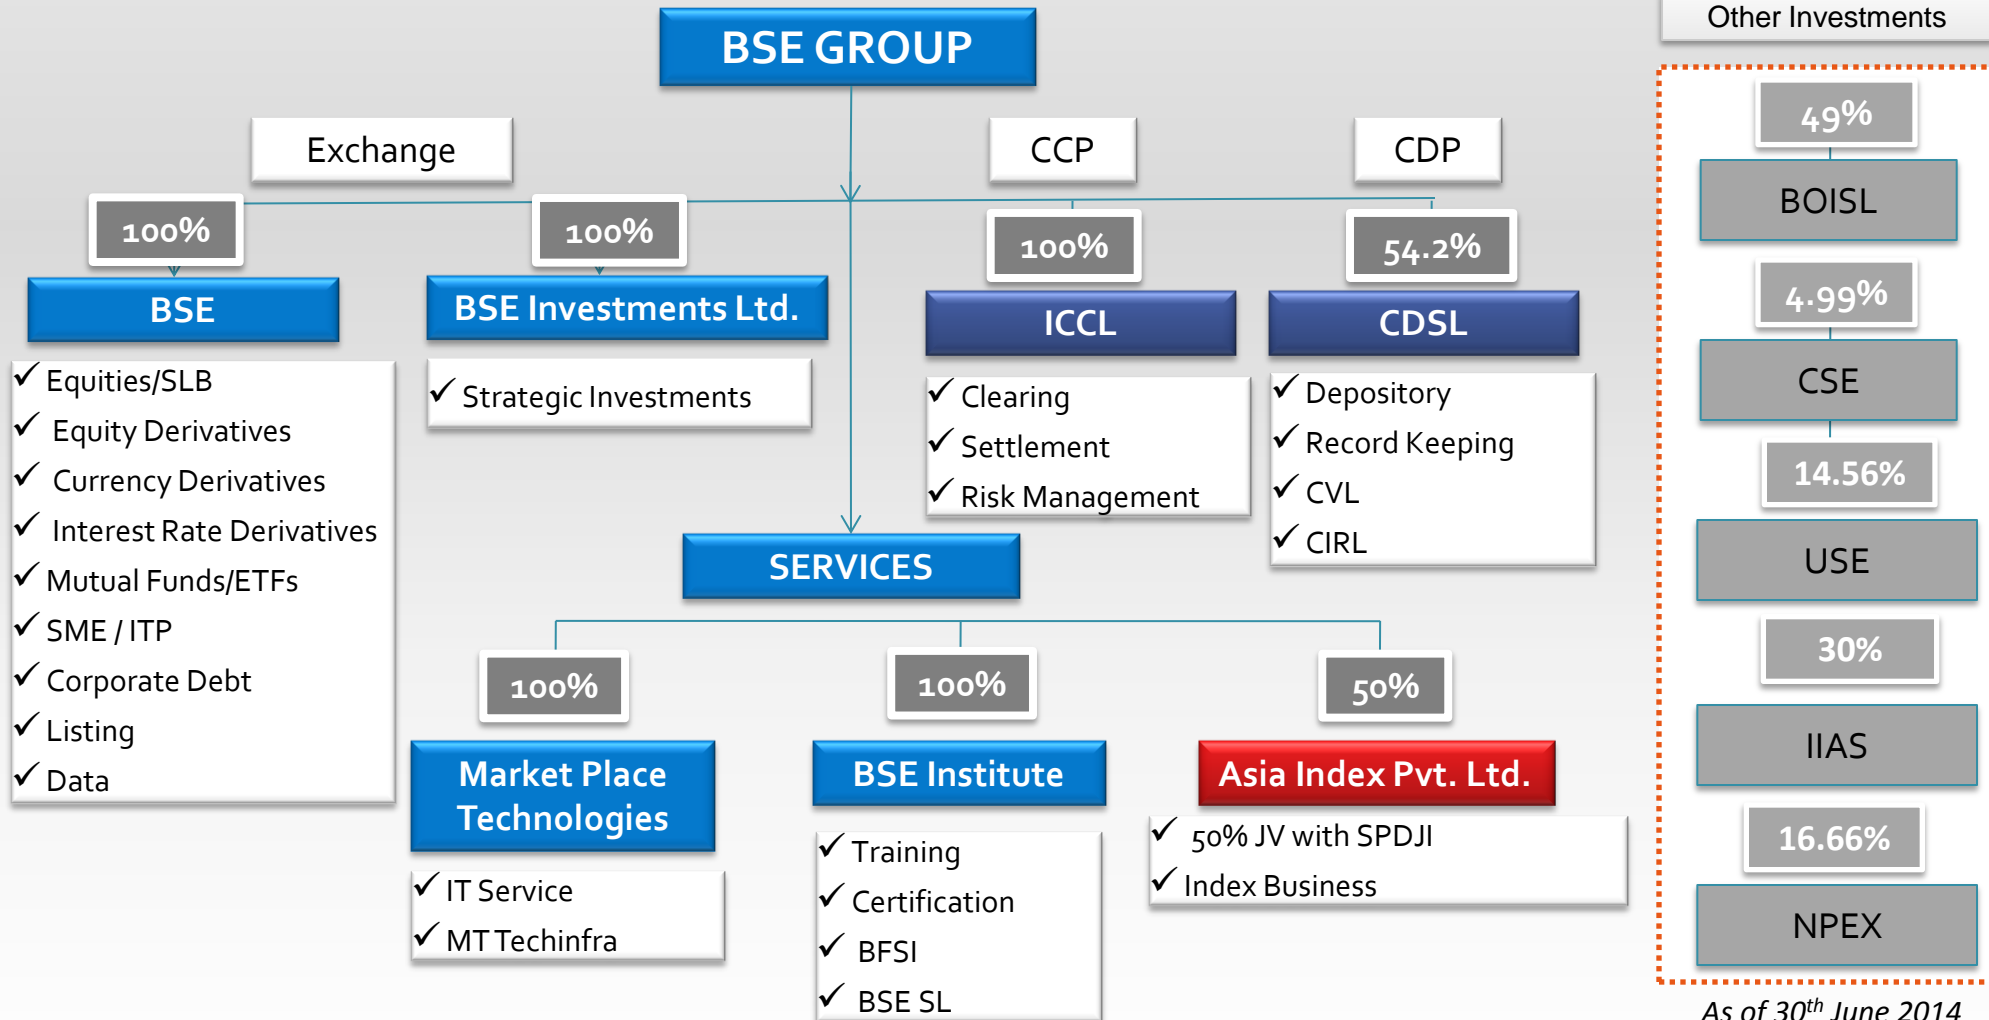 BSE GROUP
Other Investments
Exchange
CCP
CDP
100%
100%
100%
54.2%
BSE
BSE Investments Ltd.
ICCL
CDSL
✓ Equities/SLB
✓ Equity Derivatives
✓ Currency Derivatives
✓ Interest Rate Derivatives
✓ Mutual Funds/ETFs
✓ SME / ITP
✓ Corporate Debt
✓ Listing
✓ Data
✓ Strategic Investments
✓ Clearing
✓ Settlement
✓ Risk Management
✓ Depository
✓ Record Keeping
✓ CVL
✓ CIRL
SERVICES
100%
100%
50%
Market Place
Technologies
✓ IT Service
✓ MT Techinfra
BSE Institute
✓ Training
✓ Certification
✓ BFSI
✓ BSE SL
Asia Index Pvt. Ltd.
✓ 50% JV with SPDJI
✓ Index Business
49%
BOISL
4.99%
CSE
14.56%
USE
30%
IIAS
16.66%
NPEX
As of 30th June 2014